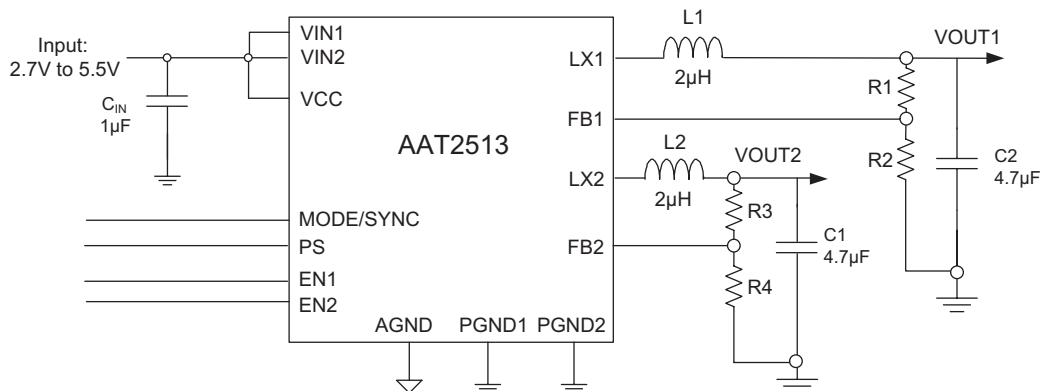 Input:
2.7V to 5.5V
CIN
1µF
VIN1
VIN2
VCC
MODE/SYNC
PS
EN1
EN2
AAT2513
AGND
PGND1
PGND2
LX1
FB1
LX2
FB2
L1
2µH
VOUT1
R1
R2
C2
4.7µF
L2
2µH
VOUT2
R3
R4
C1
4.7µF